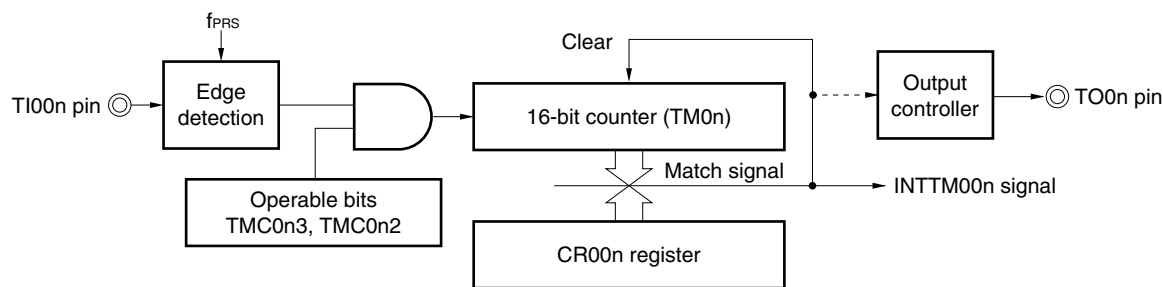 fPRS
Clear
TI00n pin
Edge
detection
16-bit counter (TM0n)
Output
controller
TO0n pin
Operable bits
TMC0n3, TMC0n2
Match signal
INTTM00n signal
CR00n register